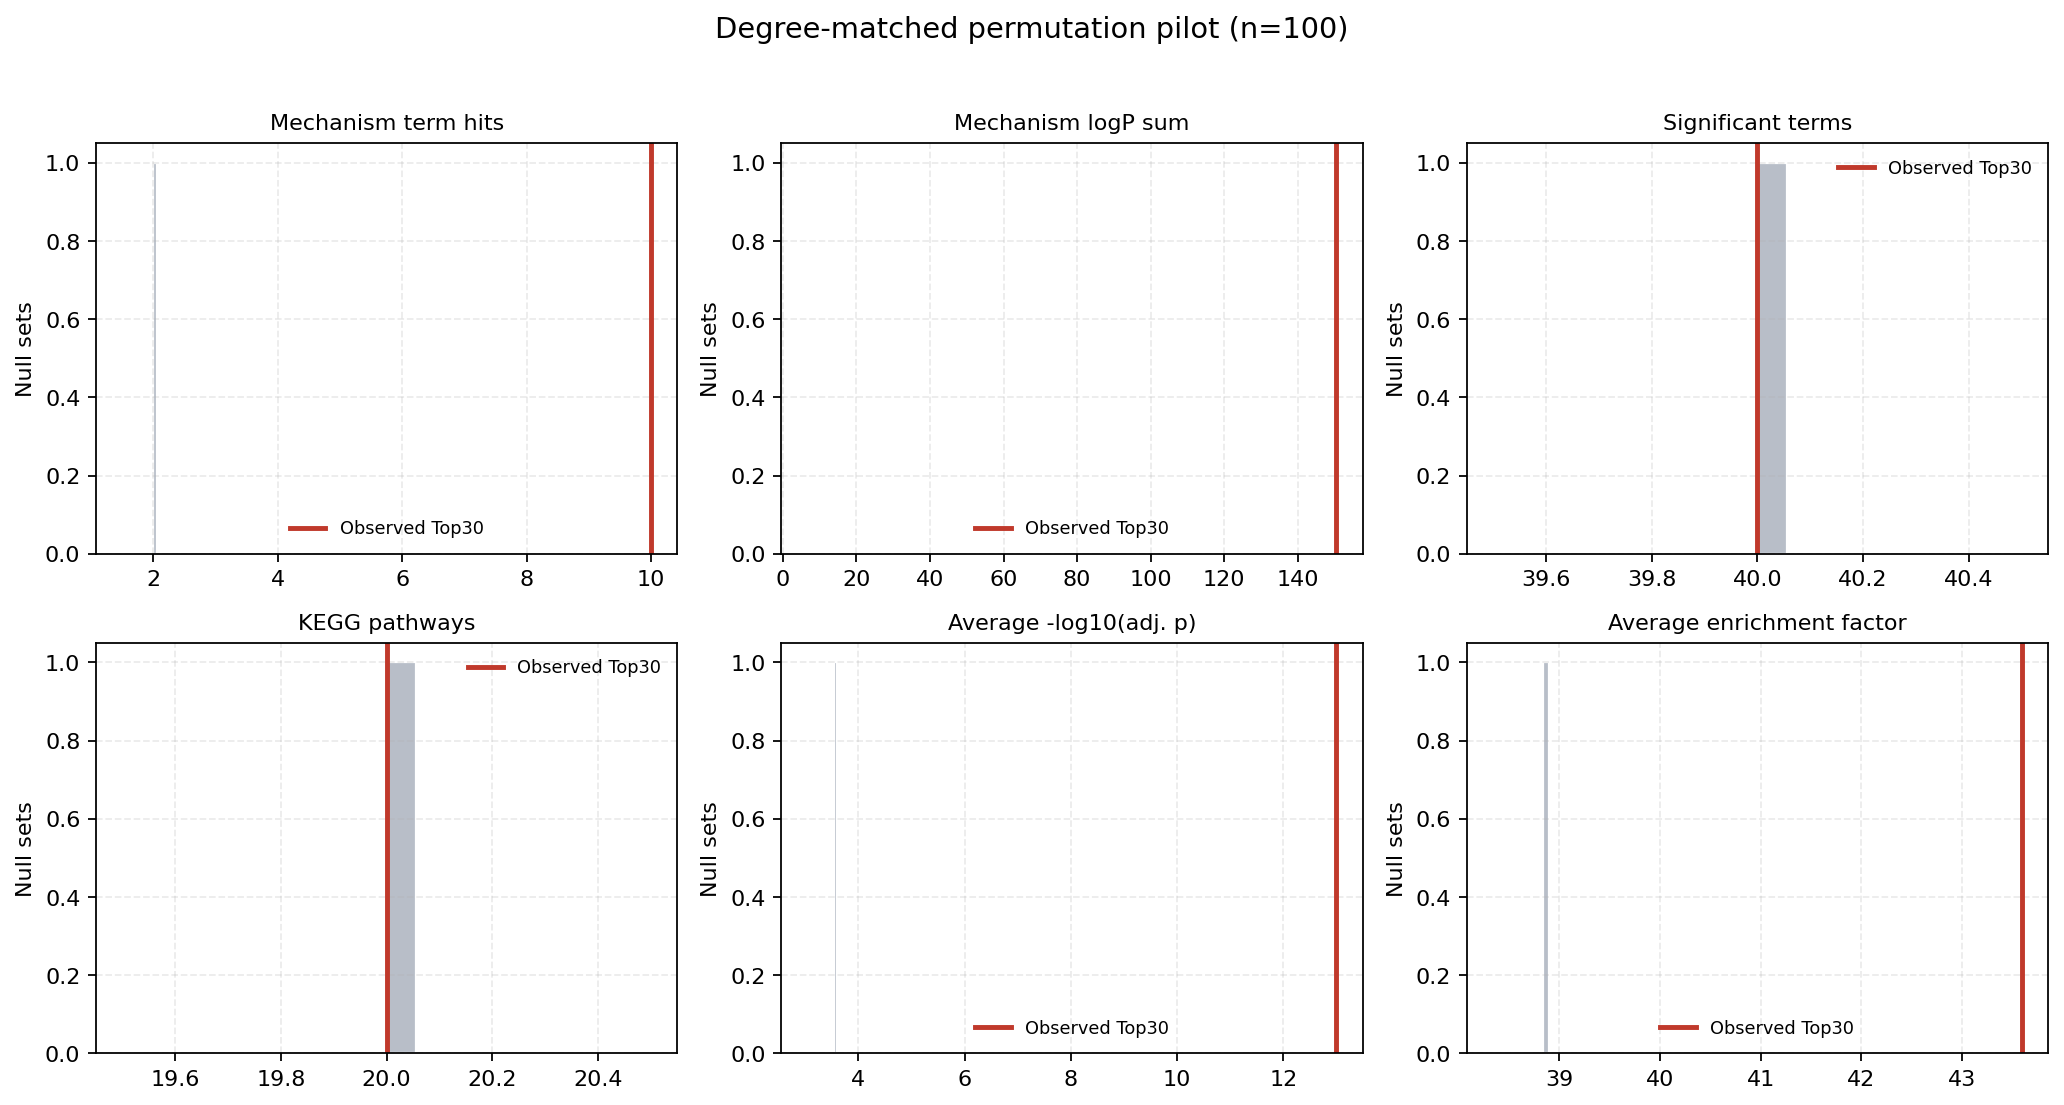 Degree-matched permutation pilot (n=100)
Mechanism term hits
Null sets
1.0
0.8
0.6
0.4
0.2
0.0
2 4 6 8 10
Observed Top30
Mechanism logP sum
Null sets
1.0
0.8
0.6
0.4
0.2
0.0
0 20 40 60 80 100 120 140
Observed Top30
Significant terms
Null sets
1.0
0.8
0.6
0.4
0.2
0.0
39.6 39.8 40.0 40.2 40.4
Observed Top30
KEGG pathways
Null sets
1.0
0.8
0.6
0.4
0.2
0.0
19.6 19.8 20.0 20.2 20.4
Observed Top30
Average -log10(adj. p)
Null sets
1.0
0.8
0.6
0.4
0.2
0.0
4 6 8 10 12
Observed Top30
Average enrichment factor
Null sets
1.0
0.8
0.6
0.4
0.2
0.0
39 40 41 42 43
Observed Top30